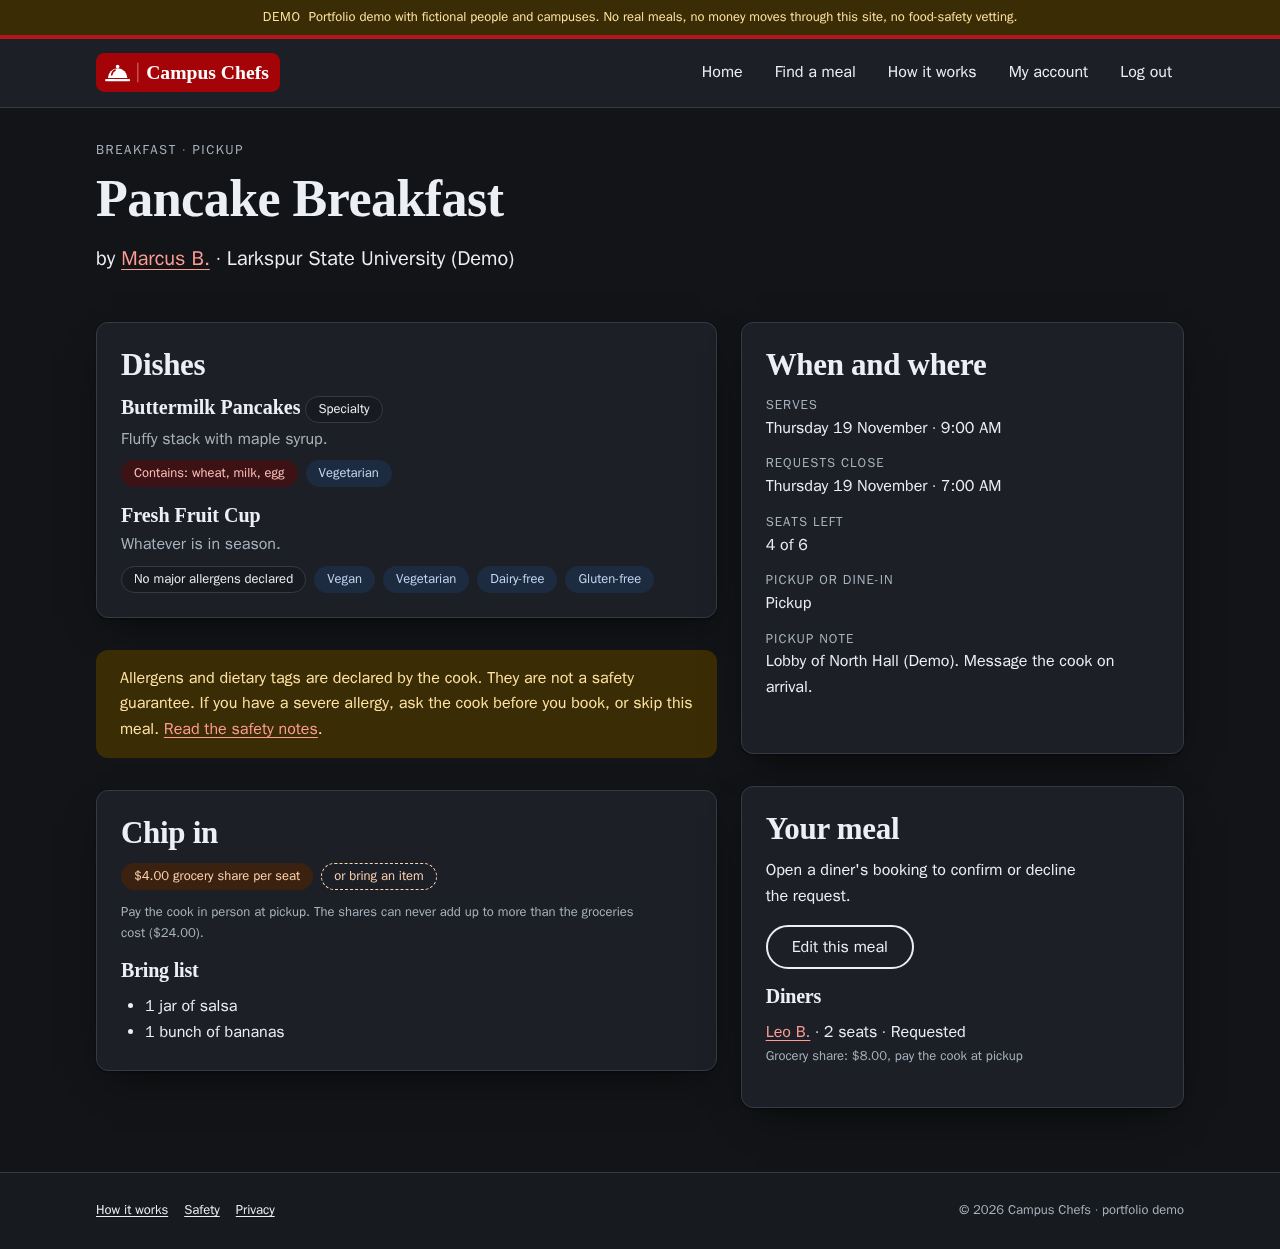 DEMO Portfolio demo with fictional people and campuses. No real meals, no money moves through this site, no food-safety vetting.
Campus Chefs
Home Find a meal How it works My account Log out
BREAKFAST · PICKUP
Pancake Breakfast
by Marcus B. · Larkspur State University (Demo)
Dishes
Buttermilk Pancakes Specialty
Fluffy stack with maple syrup.
Contains: wheat, milk, egg Vegetarian
Fresh Fruit Cup
Whatever is in season.
No major allergens declared Vegan Vegetarian Dairy-free Gluten-free
Allergens and dietary tags are declared by the cook. They are not a safety
guarantee. If you have a severe allergy, ask the cook before you book, or skip this
meal. Read the safety notes.
Chip in
$4.00 grocery share per seat or bring an item
Pay the cook in person at pickup. The shares can never add up to more than the groceries
cost ($24.00).
Bring list
• 1 jar of salsa
• 1 bunch of bananas
When and where
SERVES
Thursday 19 November · 9:00 AM
REQUESTS CLOSE
Thursday 19 November · 7:00 AM
SEATS LEFT
4 of 6
PICKUP OR DINE-IN
Pickup
PICKUP NOTE
Lobby of North Hall (Demo). Message the cook on
arrival.
Your meal
Open a diner's booking to confirm or decline
the request.
Edit this meal
Diners
Leo B. · 2 seats · Requested
Grocery share: $8.00, pay the cook at pickup
How it works Safety Privacy
© 2026 Campus Chefs · portfolio demo